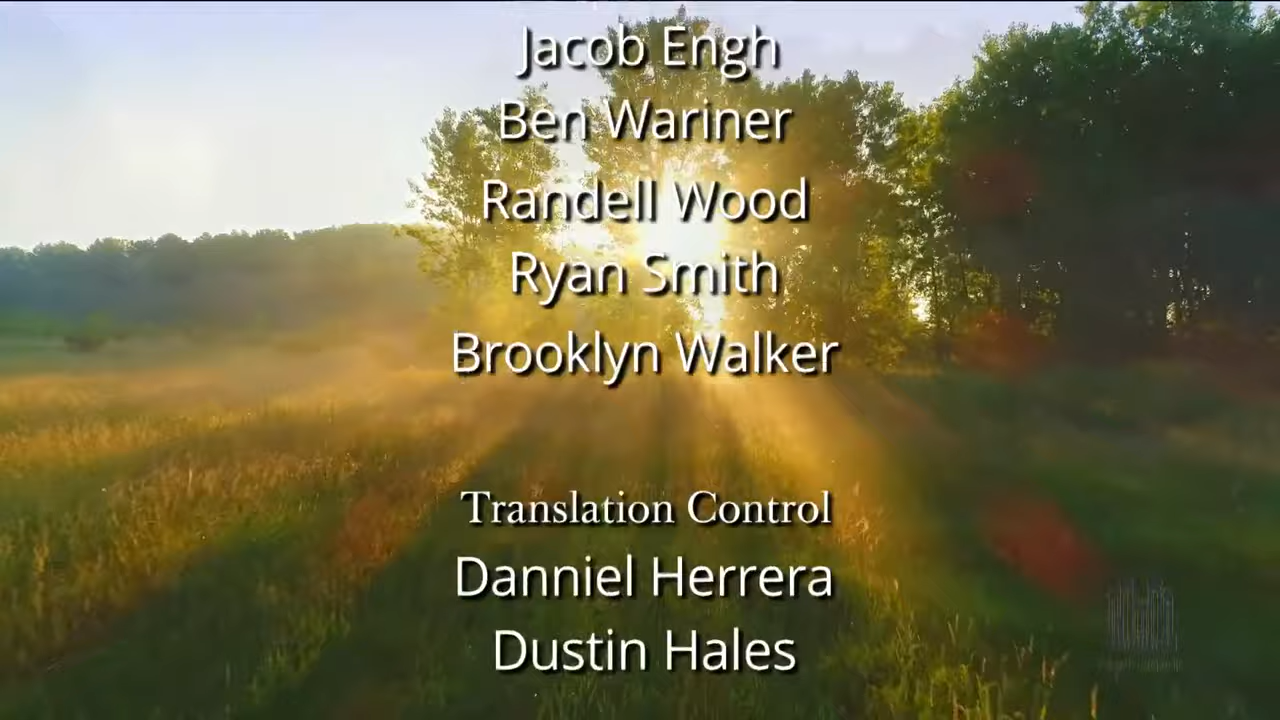 Jacob Engh
Ben Wariner
Randell Wood
Ryan Smith
Brooklyn Walker
Translation Control
Danniel Herrera
Dustin Hales